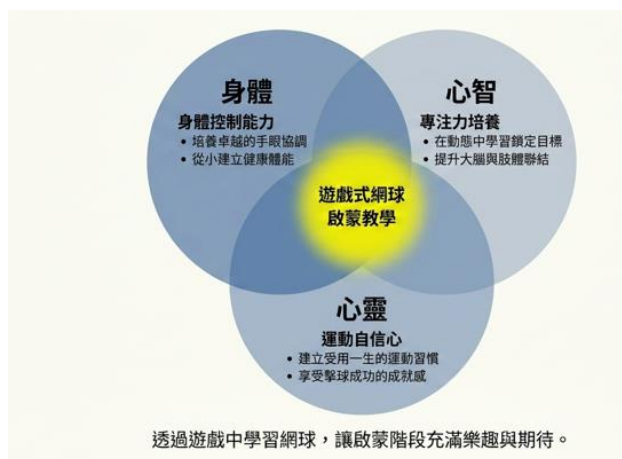 身體
身體控制能力
• 培養卓越的手眼協調
• 從小建立健康體能
心智
專注力培養
• 在動態中學習鎖定目標
• 提升大腦與肢體聯結
遊戲式網球
啟蒙教學
心靈
運動自信心
• 建立受用一生的運動習慣
• 享受擊球成功的成就感
透過遊戲中學習網球，讓啟蒙階段充滿樂趣與期待。